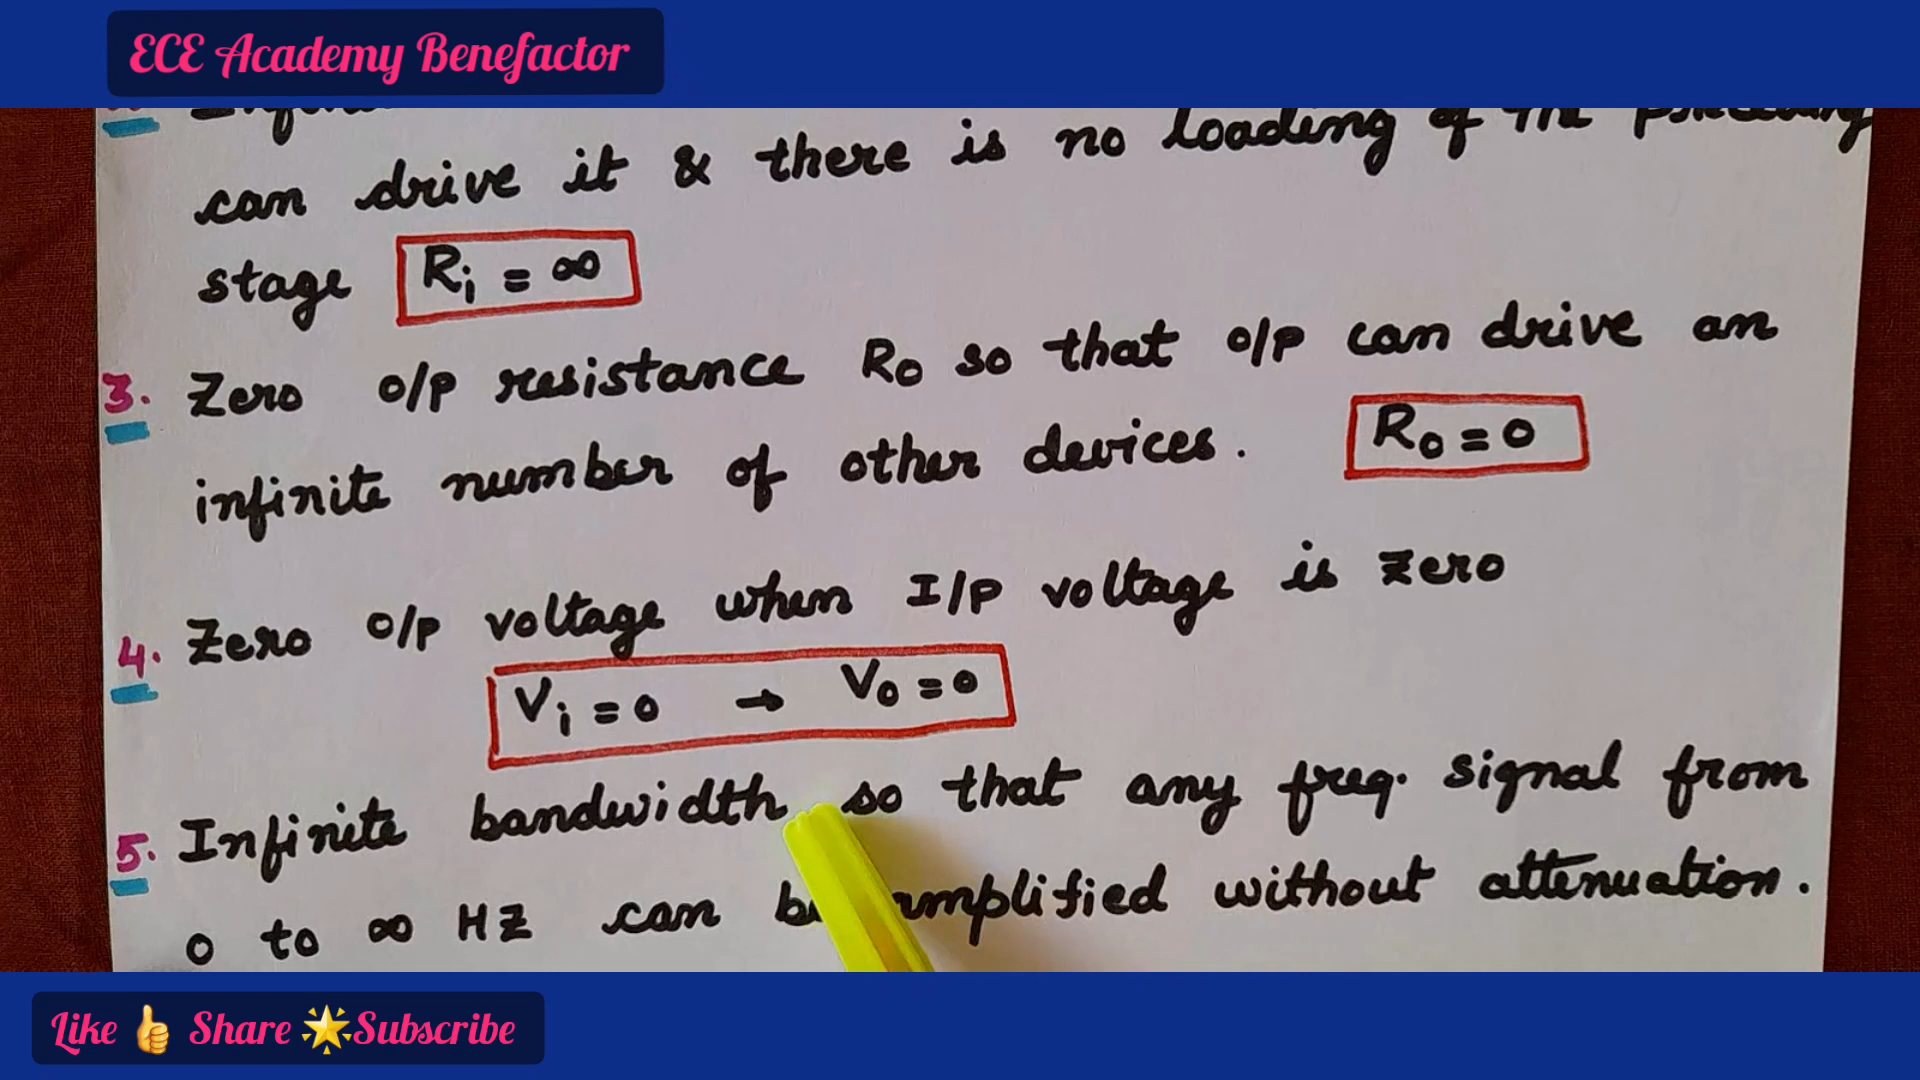 ECE Academy Benefactor
can drive it & there is no loading of the
stage Ri = ∞
3. Zero o/p resistance Ro so that o/p can drive an
infinite number of other devices. Ro = 0
4. Zero o/p voltage when I/P voltage is zero
Vi = 0 → Vo = 0
5. Infinite bandwidth so that any freq. signal from
0 to ∞ HZ can amplified without attenuation.
Like 👍 Share 🌟Subscribe